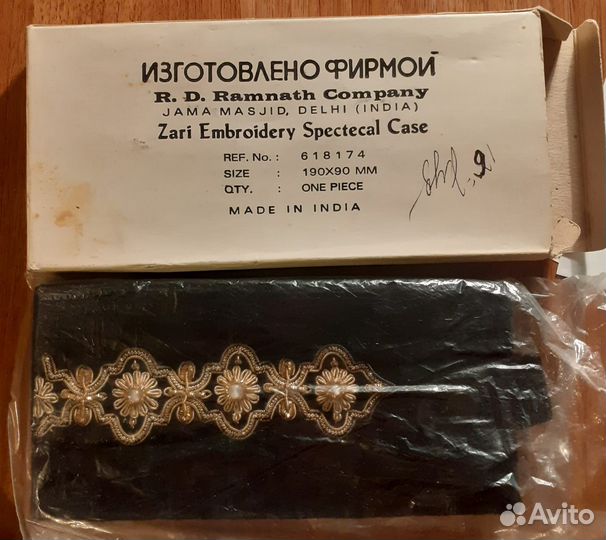 ИЗГОТОВЛЕНО ФИРМОЙ
R. D. Ramnath Company
JAMA MASJID, DELHI (INDIA)
Zari Embroidery Spectecal Case
REF. No. : 618174
SIZE : 190X90 MM
QTY. : ONE PIECE
MADE IN INDIA
Avito